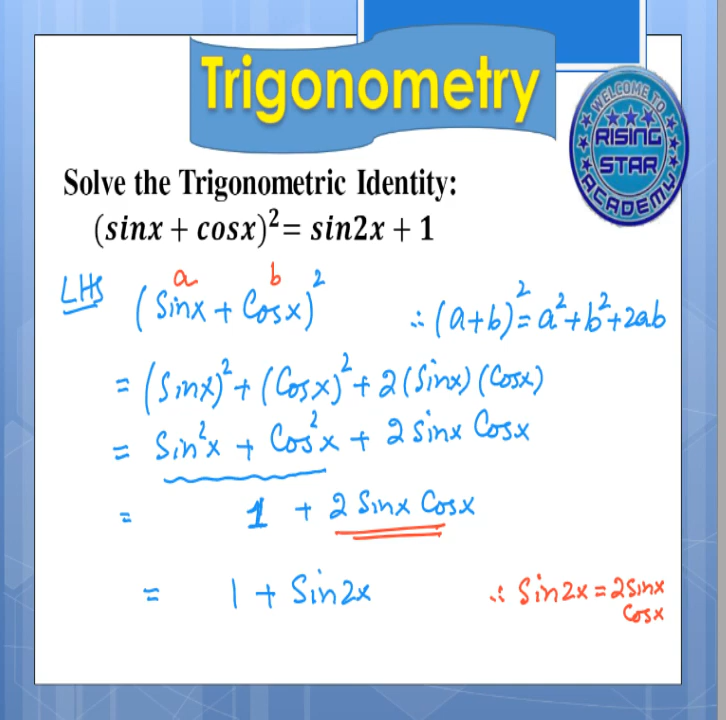 Trigonometry
WELCOME TO
RISING
STAR
ACADEMY
Solve the Trigonometric Identity:
(sinx + cosx)²= sin2x + 1
a b
LHS (Sinx + Cosx)² ∴ (a+b)²= a²+b²+2ab
= (Sinx)²+ (Cosx)²+ 2(Sinx)(Cosx)
= Sin²x + Cos²x + 2 Sinx Cosx
= 1 + 2 Sinx Cosx
= 1 + Sin2x ∴ Sin2x = 2Sinx
Cosx